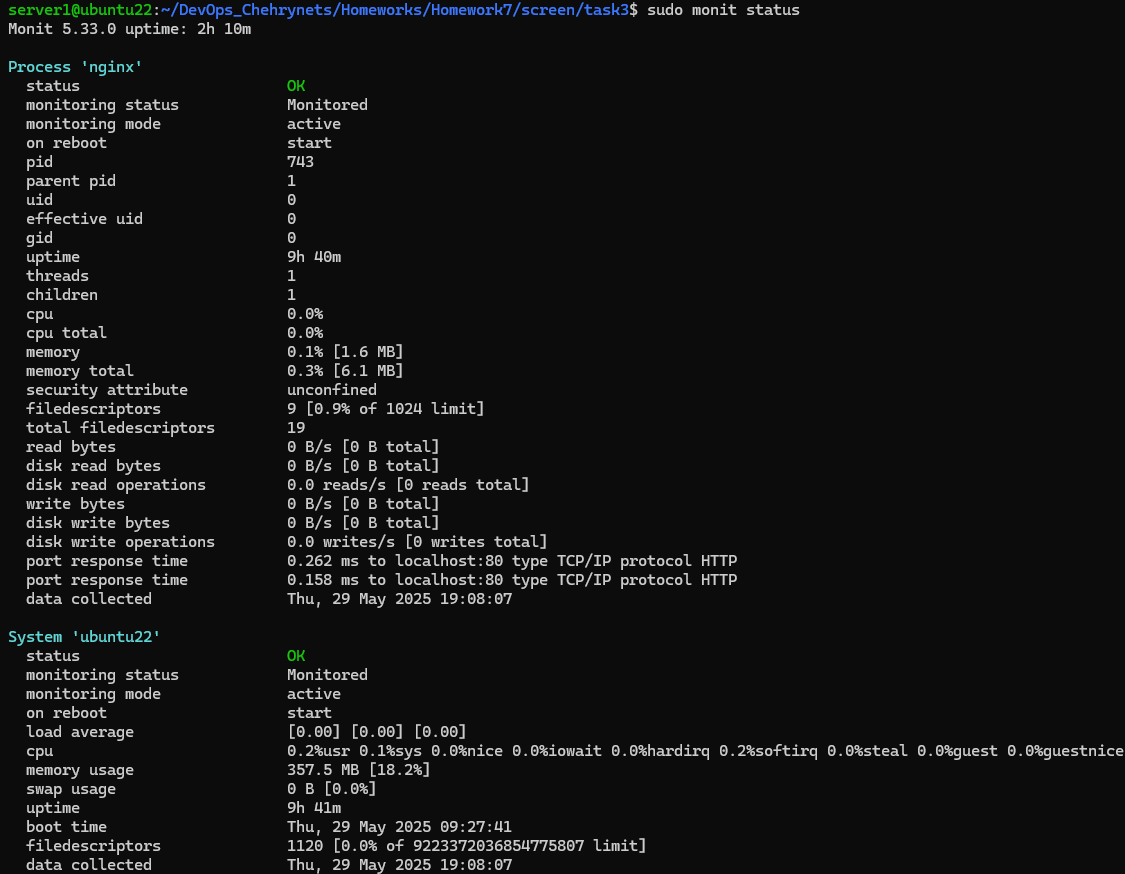 server1@ubuntu22:~/DevOps_Chehrynets/Homeworks/Homework7/screen/task3$ sudo monit status
Monit 5.33.0 uptime: 2h 10m
Process 'nginx'
status OK
monitoring status Monitored
monitoring mode active
on reboot start
pid 743
parent pid 1
uid 0
effective uid 0
gid 0
uptime 9h 40m
threads 1
children 1
cpu 0.0%
cpu total 0.0%
memory 0.1% [1.6 MB]
memory total 0.3% [6.1 MB]
security attribute unconfined
filedescriptors 9 [0.9% of 1024 limit]
total filedescriptors 19
read bytes 0 B/s [0 B total]
disk read bytes 0 B/s [0 B total]
disk read operations 0.0 reads/s [0 reads total]
write bytes 0 B/s [0 B total]
disk write bytes 0 B/s [0 B total]
disk write operations 0.0 writes/s [0 writes total]
port response time 0.262 ms to localhost:80 type TCP/IP protocol HTTP
port response time 0.158 ms to localhost:80 type TCP/IP protocol HTTP
data collected Thu, 29 May 2025 19:08:07
System 'ubuntu22'
status OK
monitoring status Monitored
monitoring mode active
on reboot start
load average [0.00] [0.00] [0.00]
cpu 0.2%usr 0.1%sys 0.0%nice 0.0%iowait 0.0%hardirq 0.2%softirq 0.0%steal 0.0%guest 0.0%guestnice
memory usage 357.5 MB [18.2%]
swap usage 0 B [0.0%]
uptime 9h 41m
boot time Thu, 29 May 2025 09:27:41
filedescriptors 1120 [0.0% of 9223372036854775807 limit]
data collected Thu, 29 May 2025 19:08:07